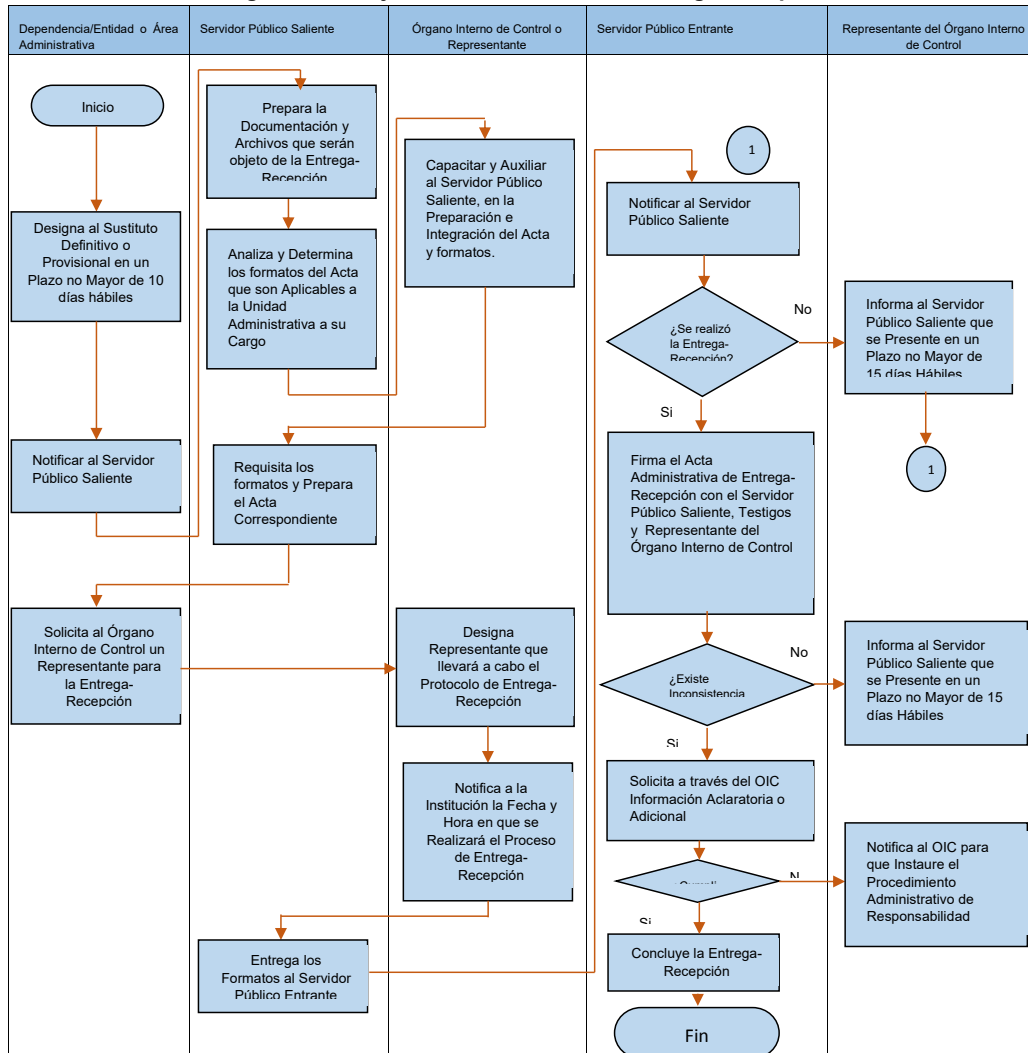 Dependencia/Entidad o Área
Administrativa
Servidor Público Saliente
Órgano Interno de Control o
Representante
Servidor Público Entrante
Representante del Órgano Interno
de Control
Inicio
Designa al Sustituto
Definitivo o
Provisional en un
Plazo no Mayor de 10
días hábiles
Notificar al Servidor
Público Saliente
Solicita al Órgano
Interno de Control un
Representante para
la Entrega-
Recepción
Prepara la
Documentación y
Archivos que serán
objeto de la Entrega-
Recepción
Analiza y Determina
los formatos del Acta
que son Aplicables a
la Unidad
Administrativa a su
Cargo
Requisita los
formatos y Prepara
el Acta
Correspondiente
Entrega los
Formatos al Servidor
Público Entrante
Capacitar y Auxiliar
al Servidor Público
Saliente, en la
Preparación e
Integración del Acta
y formatos.
Designa
Representante que
llevará a cabo el
Protocolo de Entrega-
Recepción
Notifica a la
Institución la Fecha y
Hora en que se
Realizará el Proceso
de Entrega-
Recepción
1
Notificar al Servidor
Público Saliente
¿Se realizó
la Entrega-
Recepción?
No
Si
Firma el Acta
Administrativa de Entrega-
Recepción con el Servidor
Público Saliente, Testigos
y Representante del
Órgano Interno de Control
¿Existe
Inconsistencia
No
Si
Solicita a través del OIC
Información Aclaratoria o
Adicional
N
Si
Concluye la Entrega-
Recepción
Fin
Informa al Servidor
Público Saliente que
se Presente en un
Plazo no Mayor de
15 días Hábiles
1
Informa al Servidor
Público Saliente que
se Presente en un
Plazo no Mayor de 15
días Hábiles
Notifica al OIC para
que Instaure el
Procedimiento
Administrativo de
Responsabilidad